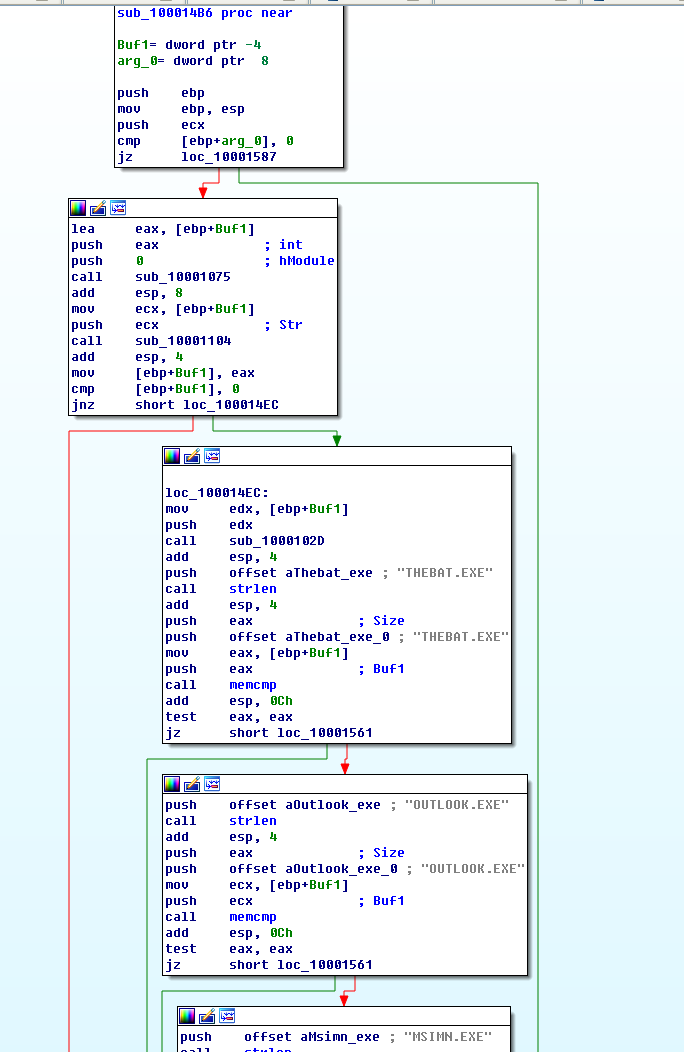 sub_100014B6 proc near
Buf1= dword ptr -4
arg_0= dword ptr  8
push    ebp
mov     ebp, esp
push    ecx
cmp     [ebp+arg_0], 0
jz      loc_10001587
lea     eax, [ebp+Buf1]
push    eax             ; int
push    0               ; hModule
call    sub_10001075
add     esp, 8
mov     ecx, [ebp+Buf1]
push    ecx             ; Str
call    sub_10001104
add     esp, 4
mov     [ebp+Buf1], eax
cmp     [ebp+Buf1], 0
jnz     short loc_100014EC
loc_100014EC:
mov     edx, [ebp+Buf1]
push    edx
call    sub_1000102D
add     esp, 4
push    offset aThebat_exe ; "THEBAT.EXE"
call    strlen
add     esp, 4
push    eax             ; Size
push    offset aThebat_exe_0 ; "THEBAT.EXE"
mov     eax, [ebp+Buf1]
push    eax             ; Buf1
call    memcmp
add     esp, 0Ch
test    eax, eax
jz      short loc_10001561
push    offset aOutlook_exe ; "OUTLOOK.EXE"
call    strlen
add     esp, 4
push    eax             ; Size
push    offset aOutlook_exe_0 ; "OUTLOOK.EXE"
mov     ecx, [ebp+Buf1]
push    ecx             ; Buf1
call    memcmp
add     esp, 0Ch
test    eax, eax
jz      short loc_10001561
push    offset aMsimn_exe ; "MSIMN.EXE"
call    strlen